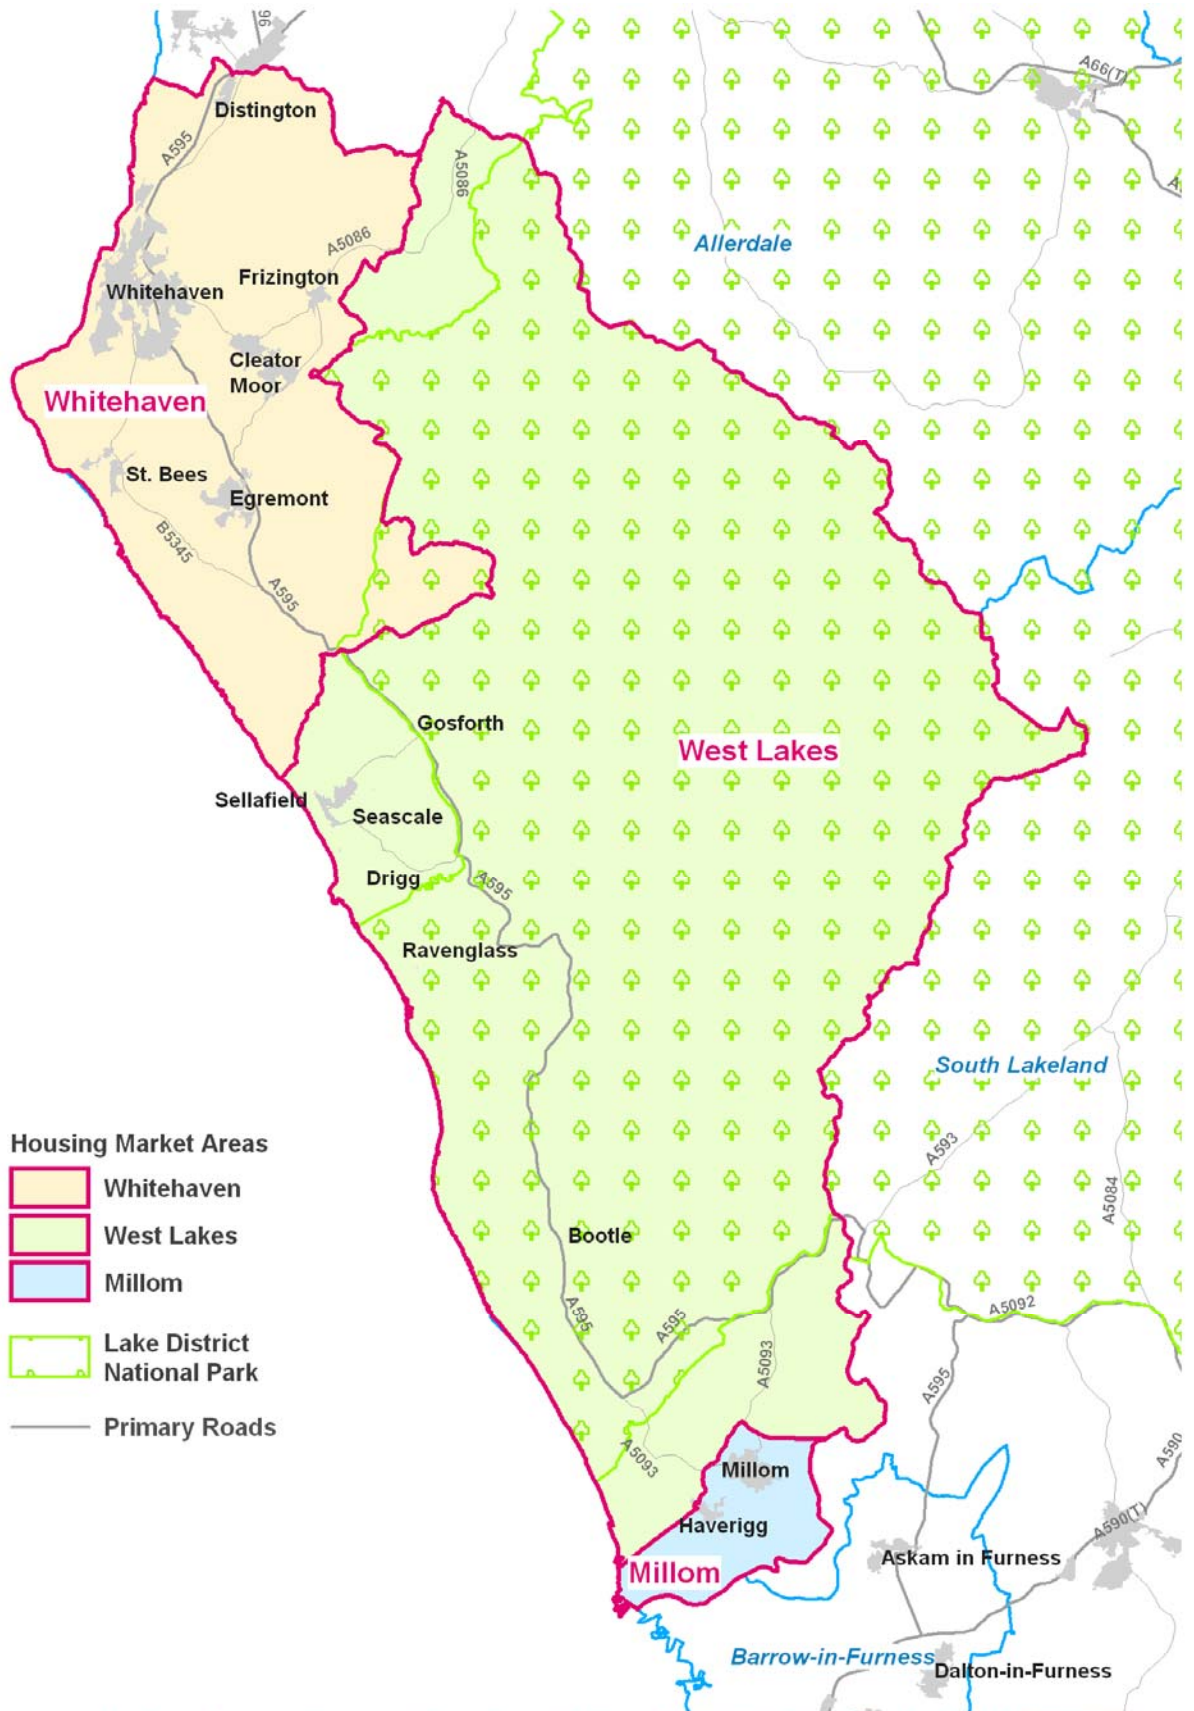 96
A66(T)
Distington
A595
A5086
A5086
Allerdale
Frizington
Whitehaven
Cleator
Moor
Whitehaven
St. Bees
Egremont
B5345
A595
Gosforth
West Lakes
Sellafield
Seascale
Drigg
A595
Ravenglass
South Lakeland
A593
A5084
Housing Market Areas
Whitehaven
West Lakes
Millom
Lake District
National Park
Primary Roads
Bootle
A595
A595
A5093
A5092
A595
A5093
A590
Millom
Haverigg
A590(T)
Askam in Furness
Millom
Barrow-in-Furness
Dalton-in-Furness